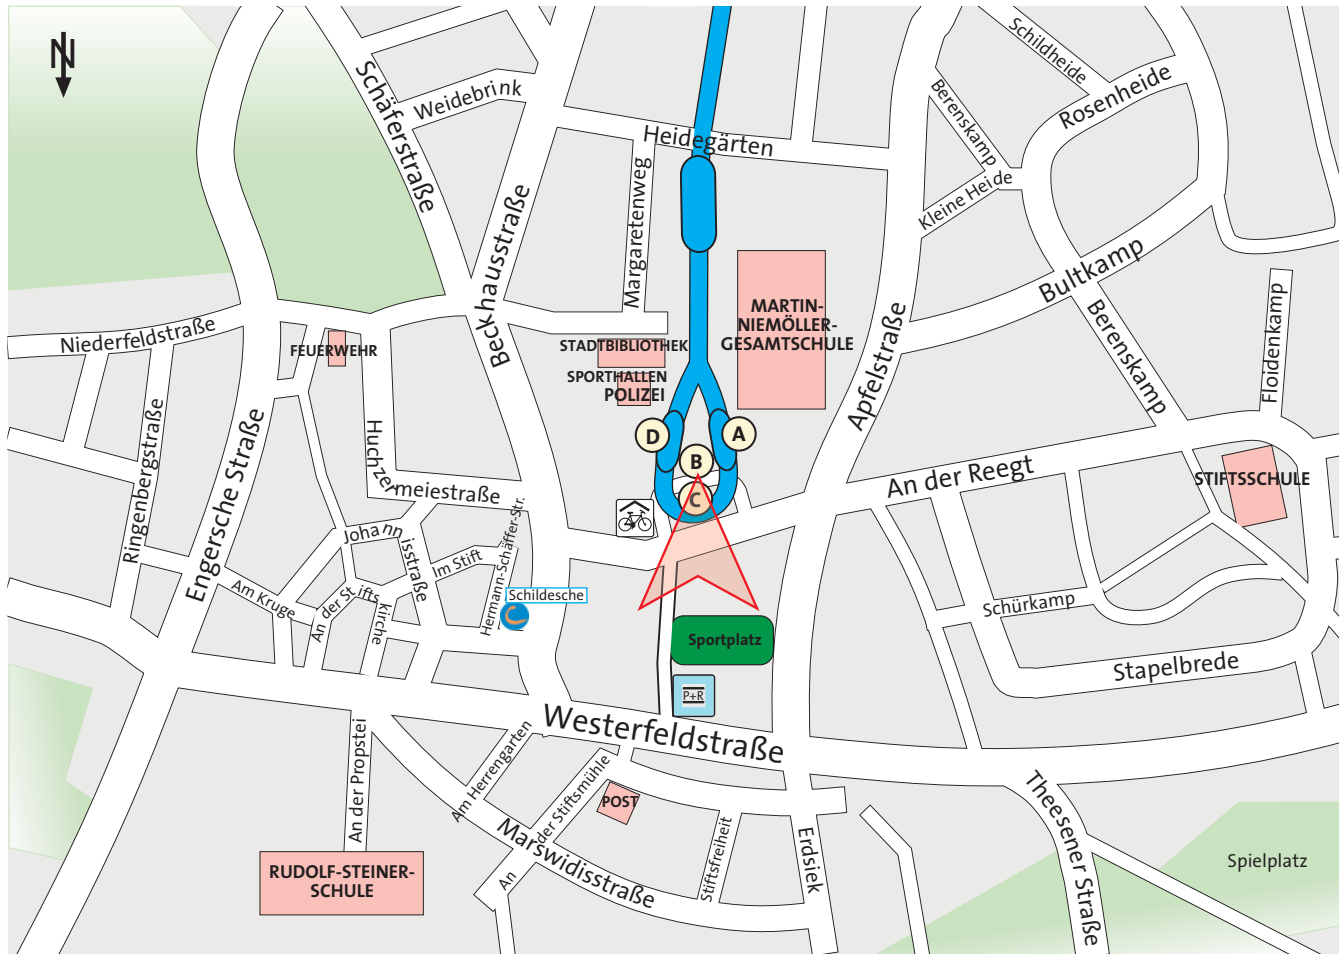 N
Schäferstraße
Weidebrink
Schildheide
Rosenheide
Berenskamp
Heidegärten
Kleine Heide
Margaretenweg
Beckhausstraße
Bultkamp
Niederfeldstraße
FEUERWEHR
STADTBIBLIOTHEK
SPORTHALLEN
POLIZEI
MARTIN-
NIEMÖLLER-
GESAMTSCHULE
Apfelstraße
Berenskamp
Floidenkamp
Engersche Straße
Ringenbergstraße
Huchzermeiestraße
D
A
B
C
An der Reegt
STIFTSSCHULE
Johannisstraße
Im Stift
Hermann-Schäffer-Str.
Schildesche
Am Kruge
An der Stiftskirche
Schürkamp
Sportplatz
Stapelbrede
P+R
Westerfeldstraße
An der Propstei
Am Herrengarten
An der Stiftsmühle
POST
Marswidisstraße
Stiftsfreiheit
Erdsiek
Theesener Straße
Spielplatz
RUDOLF-STEINER-
SCHULE